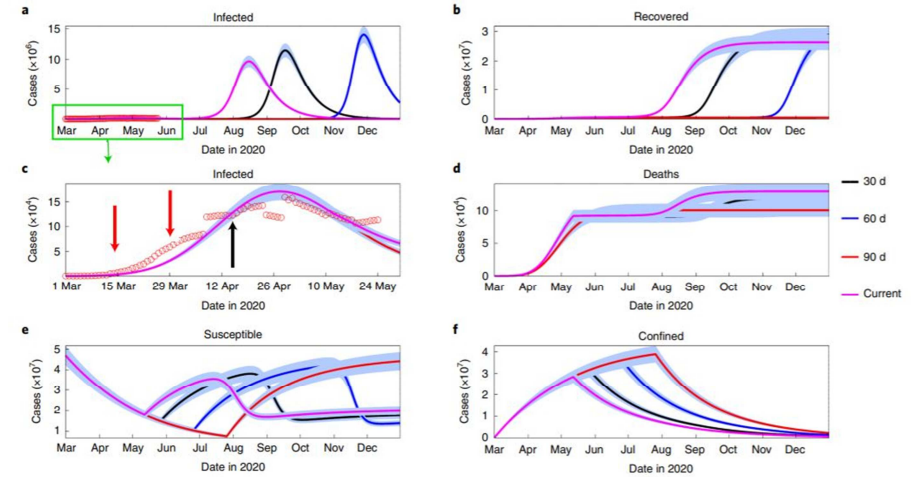 a
Infected
Cases (×10⁶)
15
10
5
Mar Apr May Jun Jul Aug Sep Oct Nov Dec
Date in 2020
b
Recovered
Cases (×10⁷)
3
2
1
0
Mar Apr May Jun Jul Aug Sep Oct Nov Dec
Date in 2020
c
Infected
Cases (×10⁴)
15
10
5
1 Mar 15 Mar 29 Mar 12 Apr 26 Apr 10 May 24 May
Date in 2020
d
Deaths
Cases (×10⁴)
10
5
0
Mar Apr May Jun Jul Aug Sep Oct Nov Dec
Date in 2020
30 d
60 d
90 d
Current
e
Susceptible
Cases (×10⁷)
5
4
3
2
1
Mar Apr May Jun Jul Aug Sep Oct Nov Dec
Date in 2020
f
Confined
Cases (×10⁷)
4
3
2
1
0
Mar Apr May Jun Jul Aug Sep Oct Nov Dec
Date in 2020